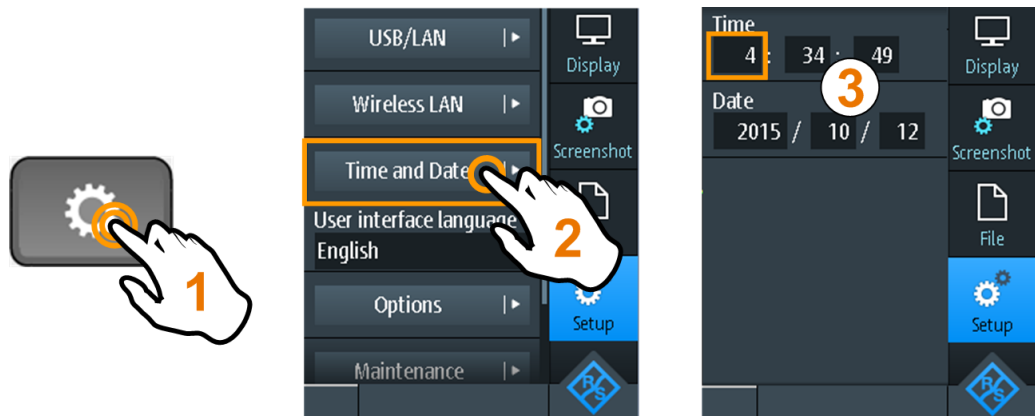 1
USB/LAN
Wireless LAN
Time and Date
User interface language
English
Options
Maintenance
Display
Screenshot
Setup
R&S
2
Time
4 : 34 : 49
Date
2015 / 10 / 12
3
Display
Screenshot
File
Setup
R&S